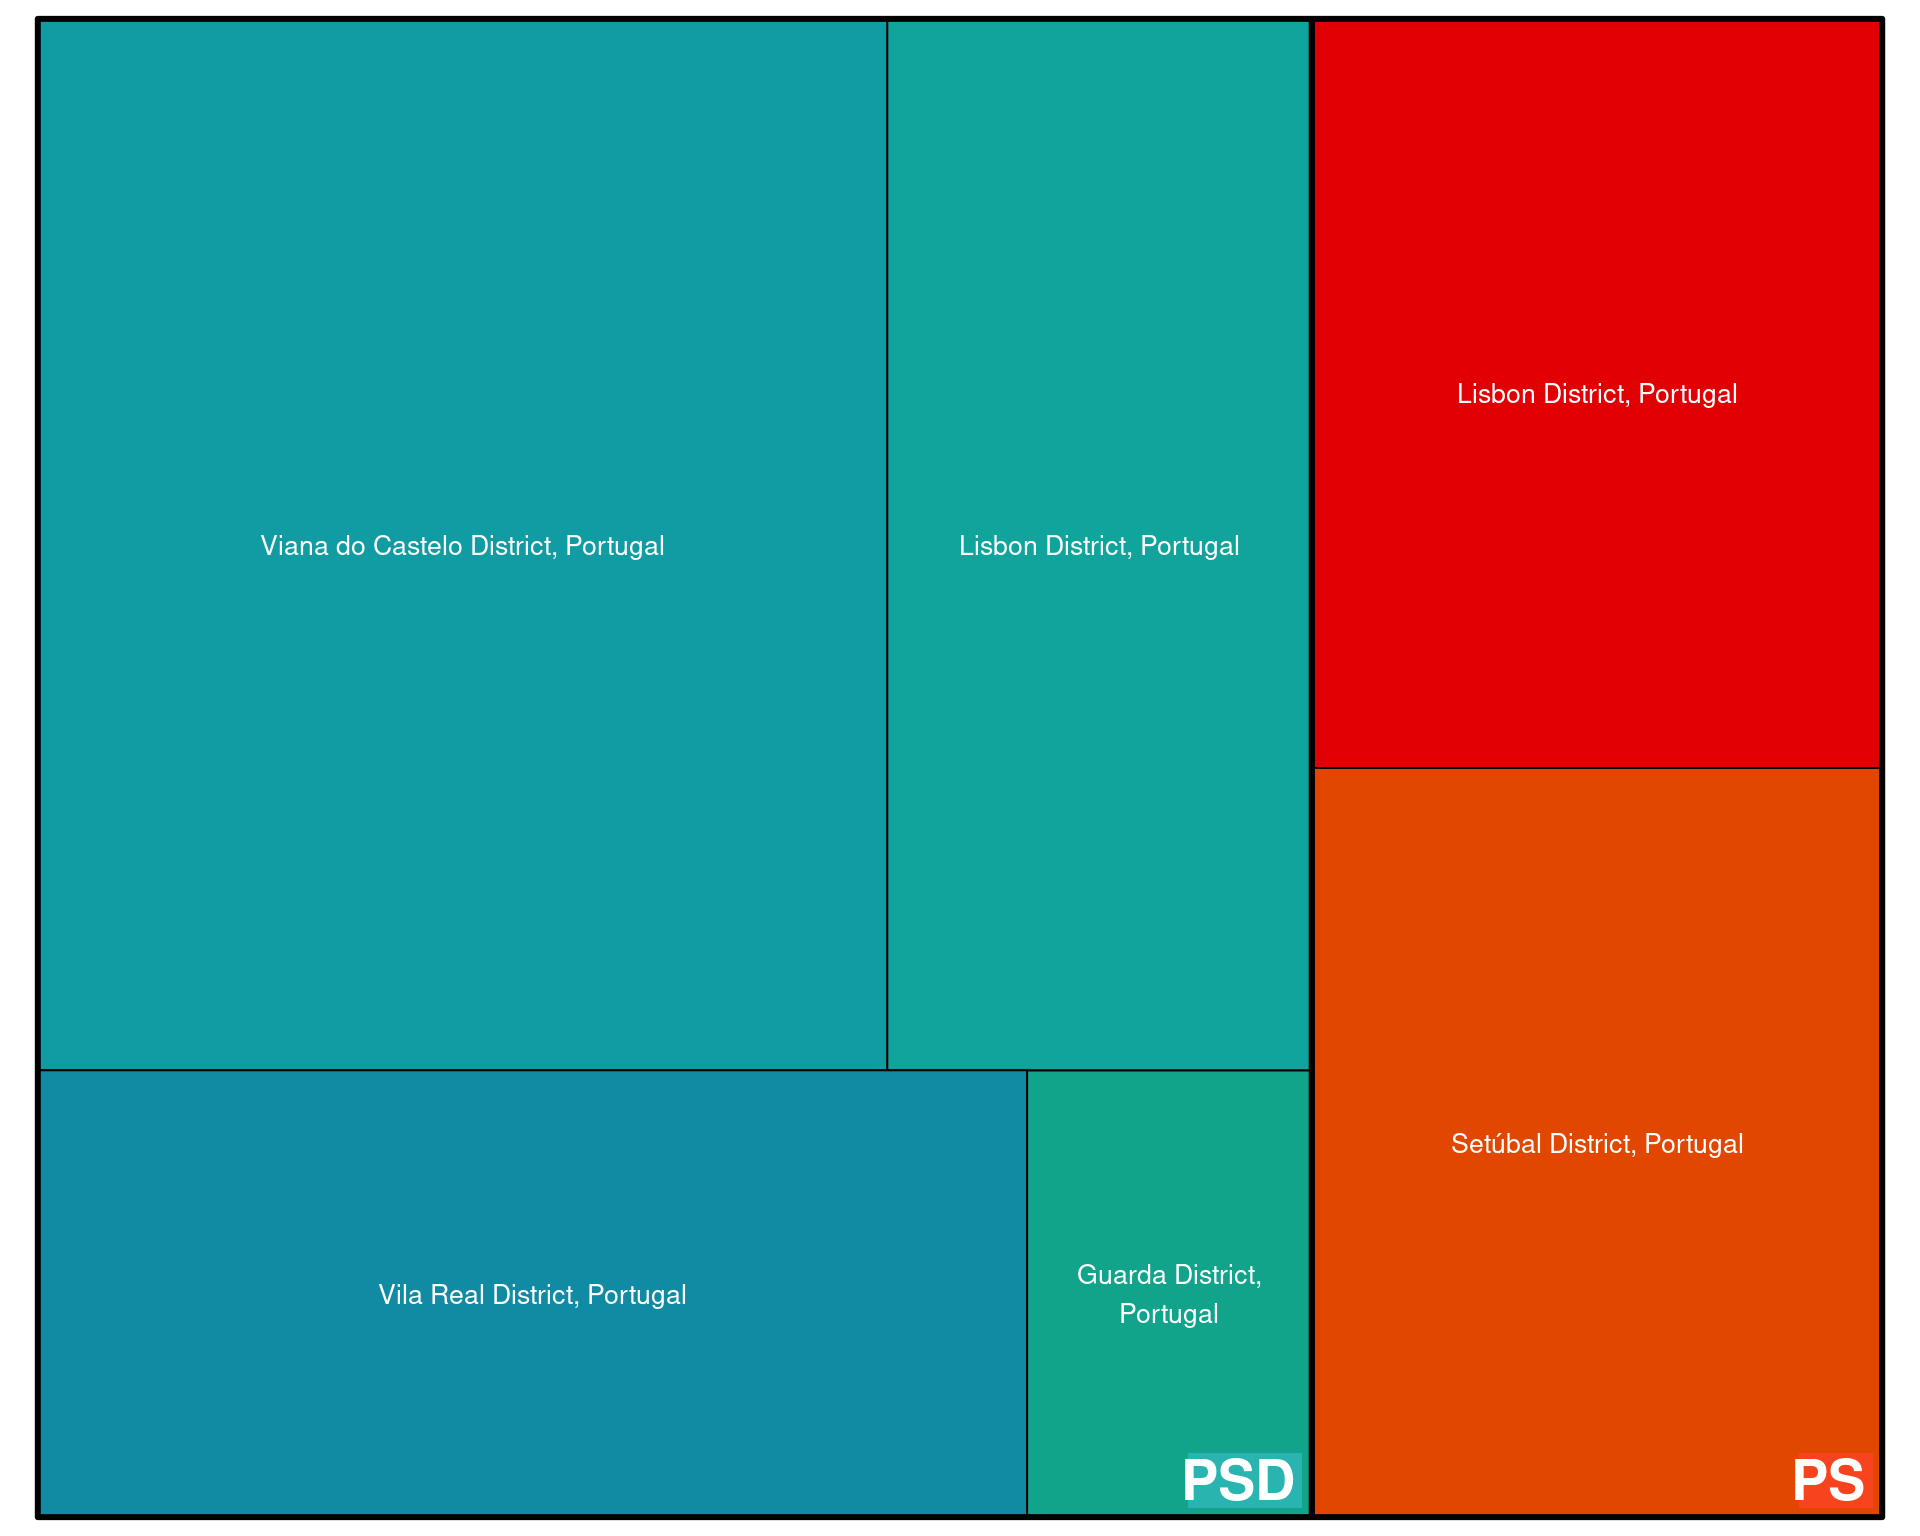 Viana do Castelo District, Portugal
Lisbon District, Portugal
Lisbon District, Portugal
Vila Real District, Portugal
Guarda District,
Portugal
Setúbal District, Portugal
PSD
PS